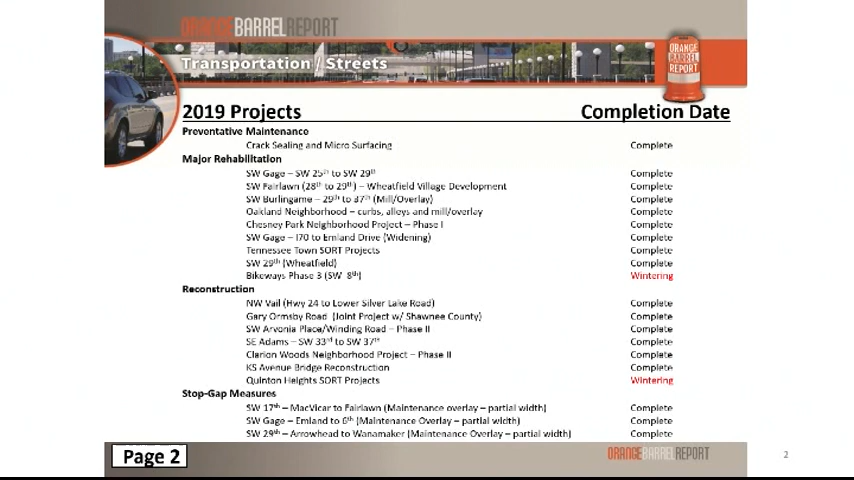 ORANGEBARRELREPORT
Transportation / Streets
ORANGE
BARREL
REPORT
2019 Projects Completion Date
Preventative Maintenance
Crack Sealing and Micro Surfacing Complete
Major Rehabilitation
SW Gage – SW 25th to SW 29th Complete
SW Fairlawn (28th to 29th) – Wheatfield Village Development Complete
SW Burlingame – 29th to 37th (Mill/Overlay) Complete
Oakland Neighborhood – curbs, alleys and mill/overlay Complete
Chesney Park Neighborhood Project – Phase I Complete
SW Gage – I70 to Emland Drive (Widening) Complete
Tennessee Town SORT Projects Complete
SW 29th (Wheatfield) Complete
Bikeways Phase 3 (SW 8th) Wintering
Reconstruction
NW Vail (Hwy 24 to Lower Silver Lake Road) Complete
Gary Ormsby Road (Joint Project w/ Shawnee County) Complete
SW Arvonia Place/Winding Road – Phase II Complete
SE Adams – SW 33rd to SW 37th Complete
Clarion Woods Neighborhood Project – Phase II Complete
KS Avenue Bridge Reconstruction Complete
Quinton Heights SORT Projects Wintering
Stop-Gap Measures
SW 17th – MacVicar to Fairlawn (Maintenance overlay – partial width) Complete
SW Gage – Emland to 6th (Maintenance Overlay – partial width) Complete
SW 29th – Arrowhead to Wanamaker (Maintenance Overlay – partial width) Complete
Page 2
ORANGEBARRELREPORT
2